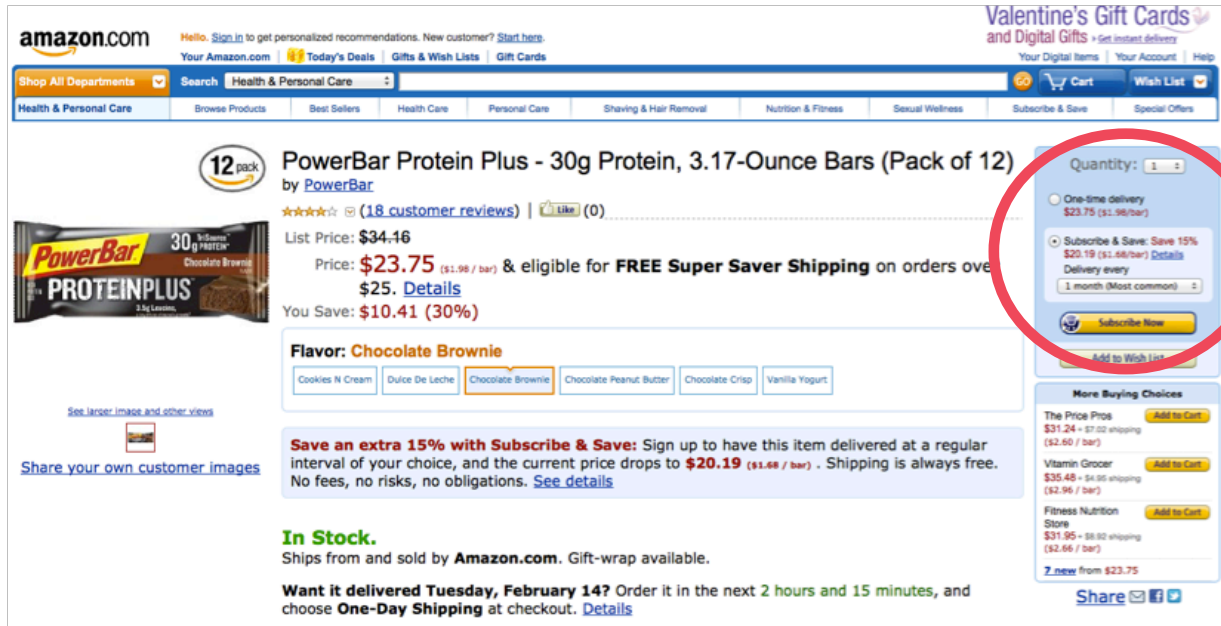 amazon.com
Hello. Sign in to get personalized recommendations. New customer? Start here.
Valentine's Gift Cards
and Digital Gifts › Get instant delivery
Your Amazon.com | Today's Deals | Gifts & Wish Lists | Gift Cards
Your Digital Items | Your Account | Help
Shop All Departments Search Health & Personal Care GO Cart Wish List
Health & Personal Care Browse Products Best Sellers Health Care Personal Care Shaving & Hair Removal Nutrition & Fitness Sexual Wellness Subscribe & Save Special Offers
12 pack
PowerBar
30g TriSource PROTEIN
Chocolate Brownie
PROTEINPLUS
See larger image and other views
Share your own customer images
PowerBar Protein Plus - 30g Protein, 3.17-Ounce Bars (Pack of 12)
by PowerBar
(18 customer reviews) | Like (0)
List Price: $34.16
Price: $23.75 ($1.98 / bar) & eligible for FREE Super Saver Shipping on orders ove
$25. Details
You Save: $10.41 (30%)
Flavor: Chocolate Brownie
Cookies N Cream Dulce De Leche Chocolate Brownie Chocolate Peanut Butter Chocolate Crisp Vanilla Yogurt
Save an extra 15% with Subscribe & Save: Sign up to have this item delivered at a regular
interval of your choice, and the current price drops to $20.19 ($1.68 / bar) . Shipping is always free.
No fees, no risks, no obligations. See details
In Stock.
Ships from and sold by Amazon.com. Gift-wrap available.
Want it delivered Tuesday, February 14? Order it in the next 2 hours and 15 minutes, and
choose One-Day Shipping at checkout. Details
Quantity: 1
One-time delivery
$23.75 ($1.98/bar)
Subscribe & Save: Save 15%
$20.19 ($1.68/bar) Details
Delivery every
1 month (Most common)
Subscribe Now
Add to Wish List
More Buying Choices
The Price Pros Add to Cart
$31.24 + $7.02 shipping
($2.60 / bar)
Vitamin Grocer Add to Cart
$35.48 + $4.95 shipping
($2.96 / bar)
Fitness Nutrition Add to Cart
Store
$31.95 + $8.92 shipping
($2.66 / bar)
7 new from $23.75
Share